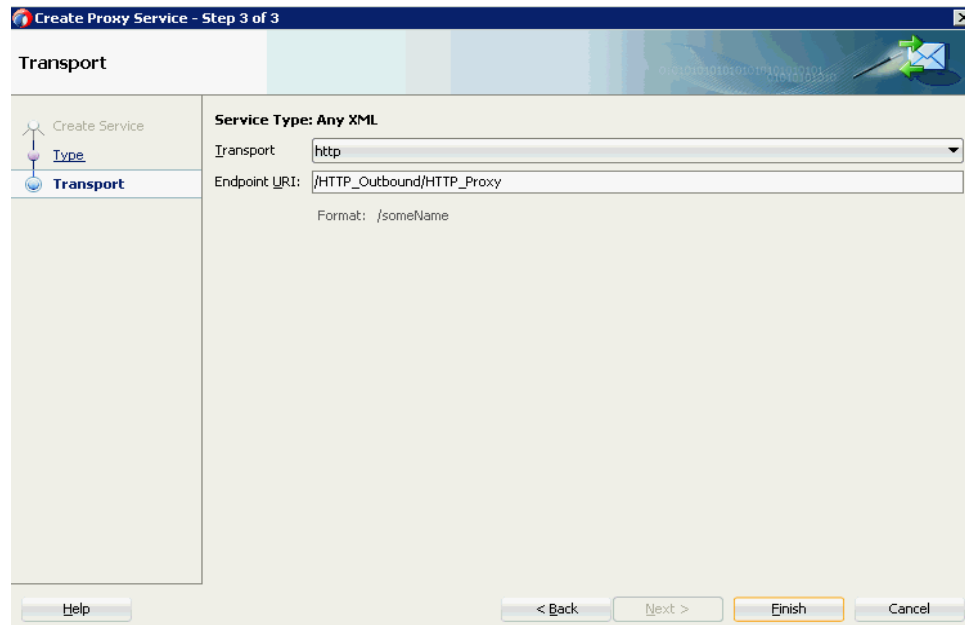 Create Proxy Service - Step 3 of 3
Transport
Create Service
Type
Transport
Service Type: Any XML
Transport http
Endpoint URI: /HTTP_Outbound/HTTP_Proxy
Format: /someName
Help < Back Next > Finish Cancel